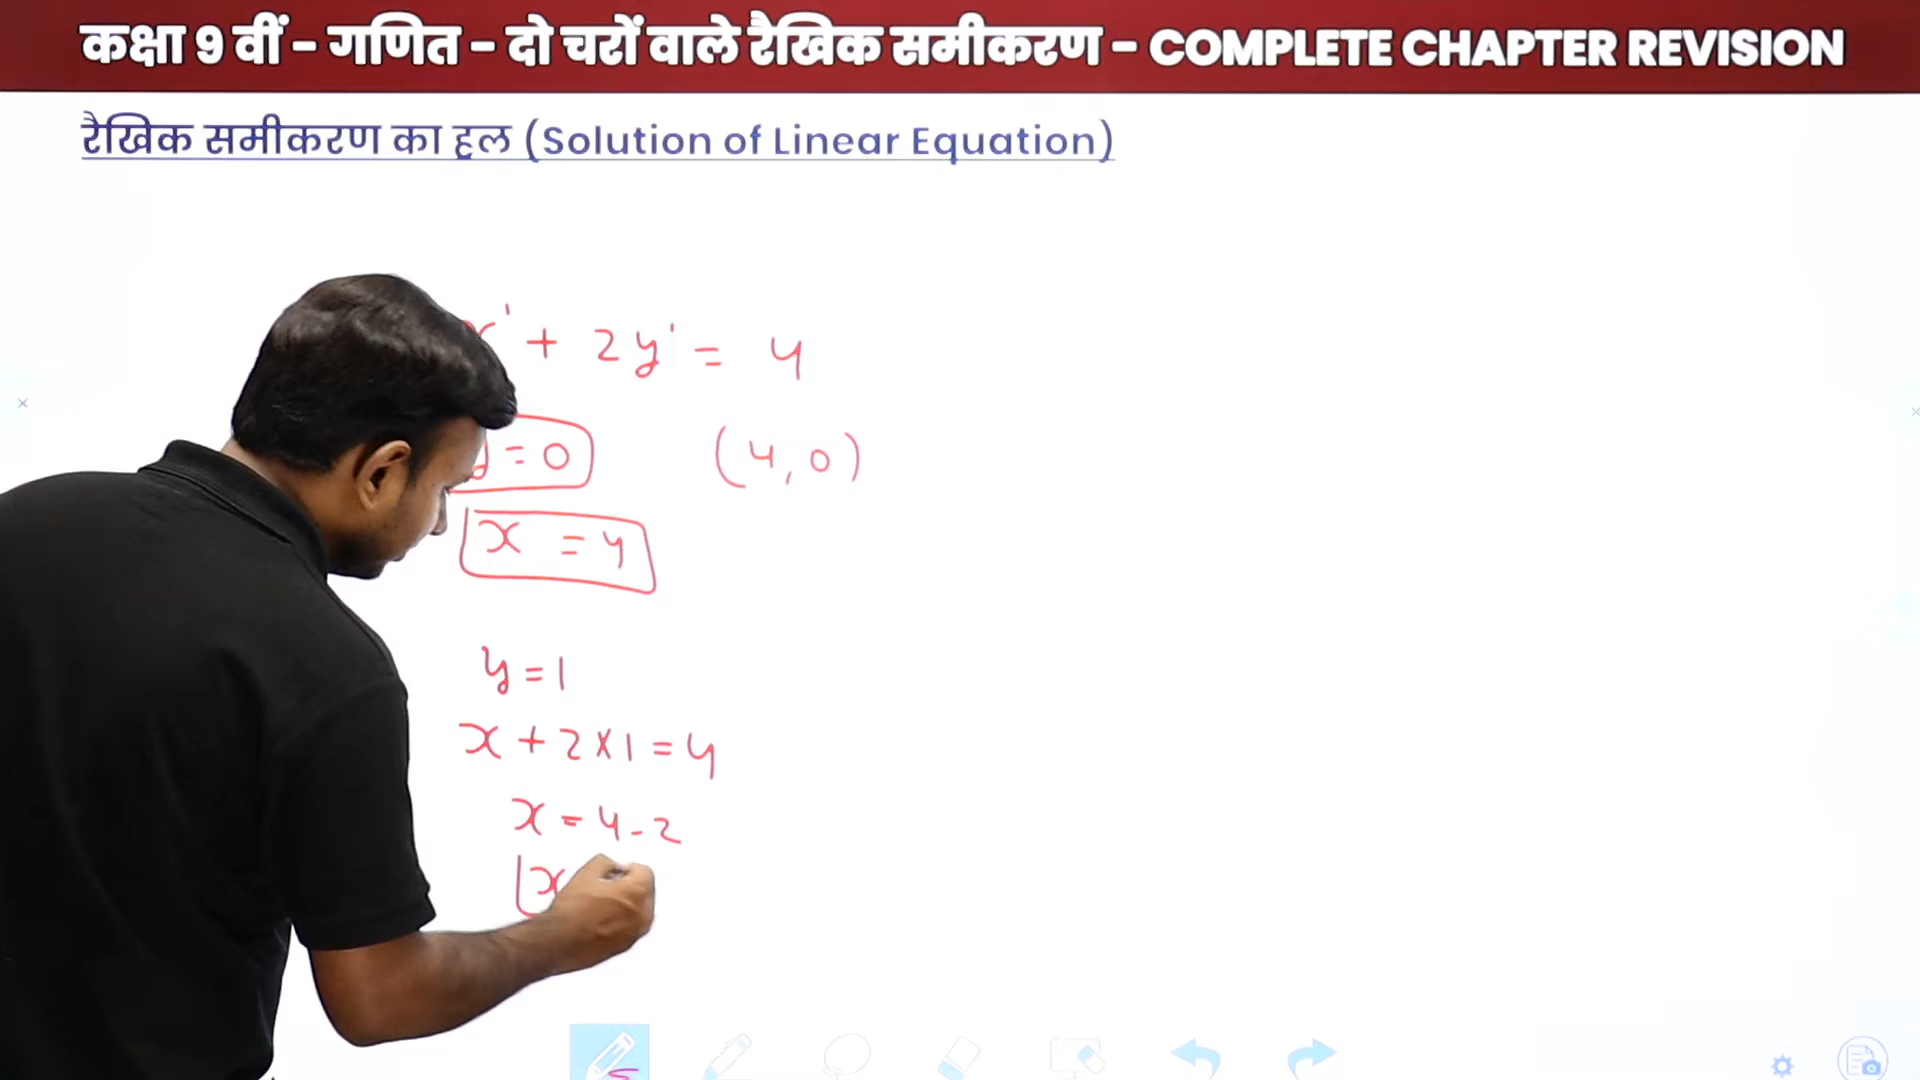 कक्षा 9 वीं - गणित - दो चरों वाले रैखिक समीकरण - COMPLETE CHAPTER REVISION
रैखिक समीकरण का हल (Solution of Linear Equation)
x' + 2y' = 4
= 0 (4, 0)
x = 4
y = 1
x + 2 × 1 = 4
x = 4 - 2
x